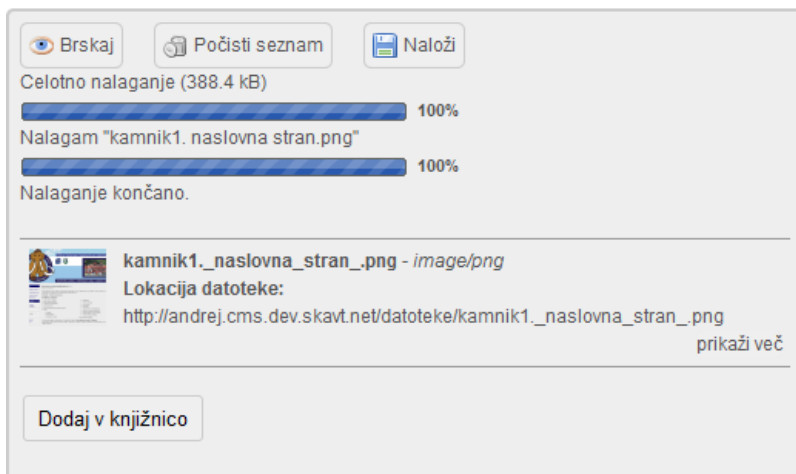 Brskaj Počisti seznam Naloži
Celotno nalaganje (388.4 kB)
100%
Nalagam "kamnik1. naslovna stran.png"
100%
Nalaganje končano.
kamnik1._naslovna_stran_.png - image/png
Lokacija datoteke:
http://andrej.cms.dev.skavt.net/datoteke/kamnik1._naslovna_stran_.png
prikaži več
Dodaj v knjižnico